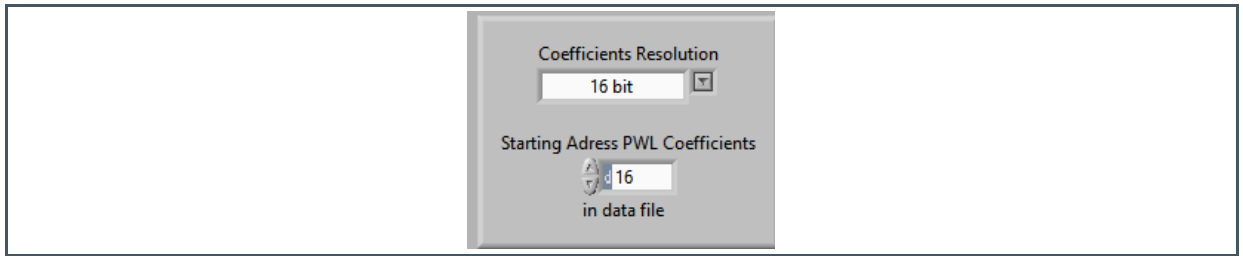 Coefficients Resolution
16 bit
Starting Adress PWL Coefficients
d 16
in data file